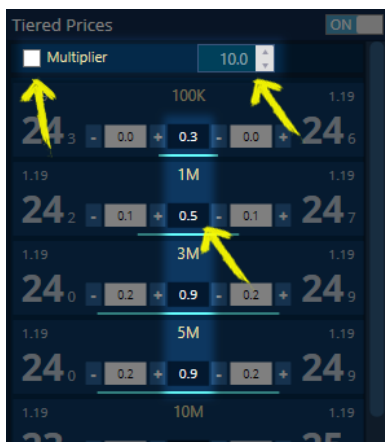 Tiered Prices ON
Multiplier 10.0
100K 1.19
24 3 - 0.0 + 0.3 - 0.0 + 24 6
1.19 1M 1.19
24 2 - 0.1 + 0.5 - 0.1 + 24 7
1.19 3M 1.19
24 0 - 0.2 + 0.9 - 0.2 + 24 9
1.19 5M 1.19
24 0 - 0.2 + 0.9 - 0.2 + 24 9
1.19 10M 1.19